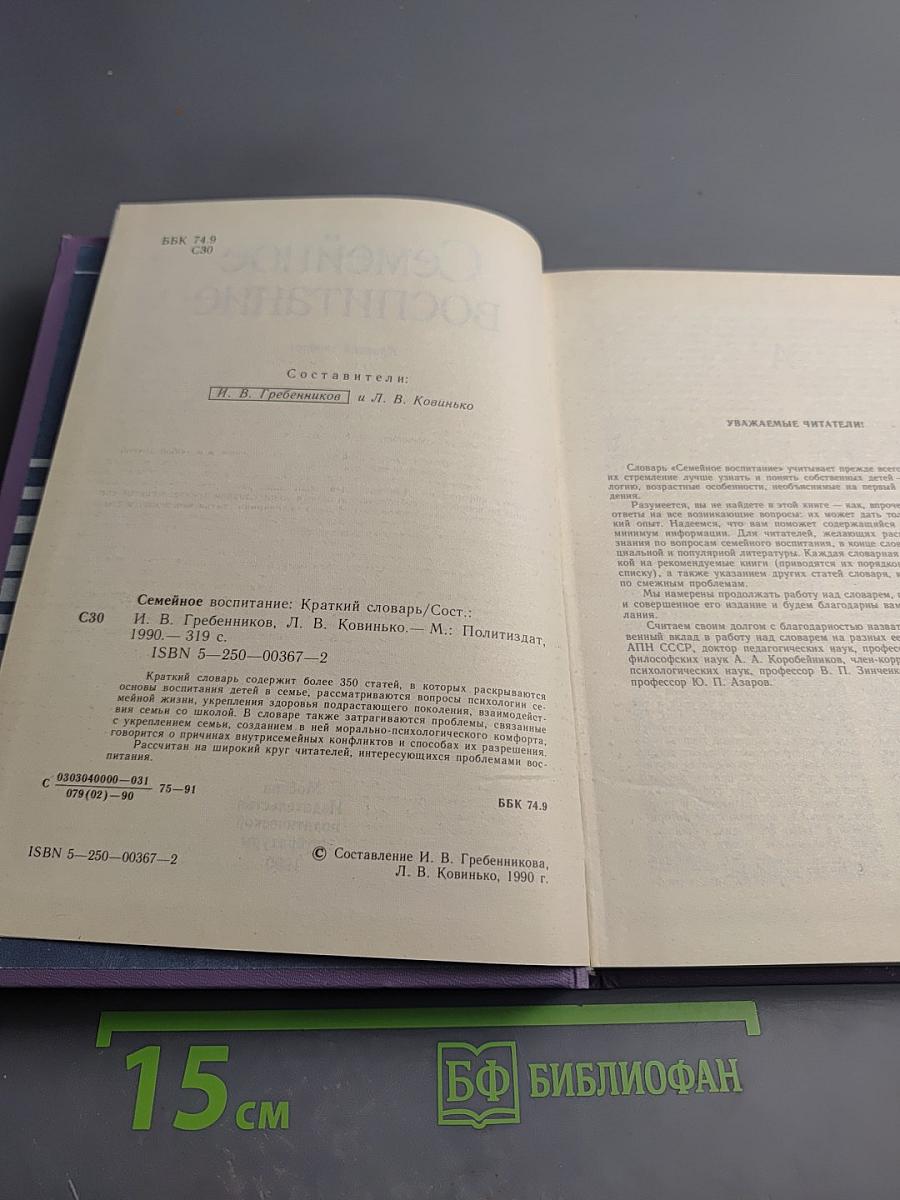 ББК 74.9
С30
Составители:
И. В. Гребенников и Л. В. Ковинько
Семейное воспитание: Краткий словарь/Сост.:
С30 И. В. Гребенников, Л. В. Ковинько.— М.: Политиздат,
1990.— 319 с.
ISBN 5—250—00367—2
Краткий словарь содержит более 350 статей, в которых раскрываются
основы воспитания детей в семье, рассматриваются вопросы психологии се-
мейной жизни, укрепления здоровья подрастающего поколения, взаимодейст-
вия семьи со школой. В словаре также затрагиваются проблемы, связанные
с укреплением семьи, созданием в ней морально-психологического комфорта,
говорится о причинах внутрисемейных конфликтов и способах их разрешения.
Рассчитан на широкий круг читателей, интересующихся проблемами вос-
питания.
С 0303040000—031
079(02)—90
75—91
ББК 74.9
ISBN 5—250—00367—2
© Составление И. В. Гребенникова,
Л. В. Ковинько, 1990 г.
УВАЖАЕМЫЕ ЧИТАТЕЛИ!
Словарь «Семейное воспитание» учитывает прежде всего
их стремление лучше узнать и понять собственных детей —
логию, возрастные особенности, необъяснимые на первый
дения.
Разумеется, вы не найдете в этой книге — как, впроче
ответы на все возникающие вопросы: их может дать тол
кий опыт. Надеемся, что вам поможет содержащийся
минимум информации. Для читателей, желающих рас
знания по вопросам семейного воспитания, в конце слов
циальной и популярной литературы. Каждая словарная
кой на рекомендуемые книги (приводятся их порядков
списку), а также указанием других статей словаря,
по смежным проблемам.
Мы намерены продолжать работу над словарем,
и совершенное его издание и будем благодарны вам
лания.
Считаем своим долгом с благодарностью назват
венный вклад в работу над словарем на разных ее
АПН СССР, доктор педагогических наук, професс
философских наук А. А. Коробейников, член-корр
психологических наук, профессор В. П. Зинченк
профессор Ю. П. Азаров.
15 см
БФ БИБЛИОФАН